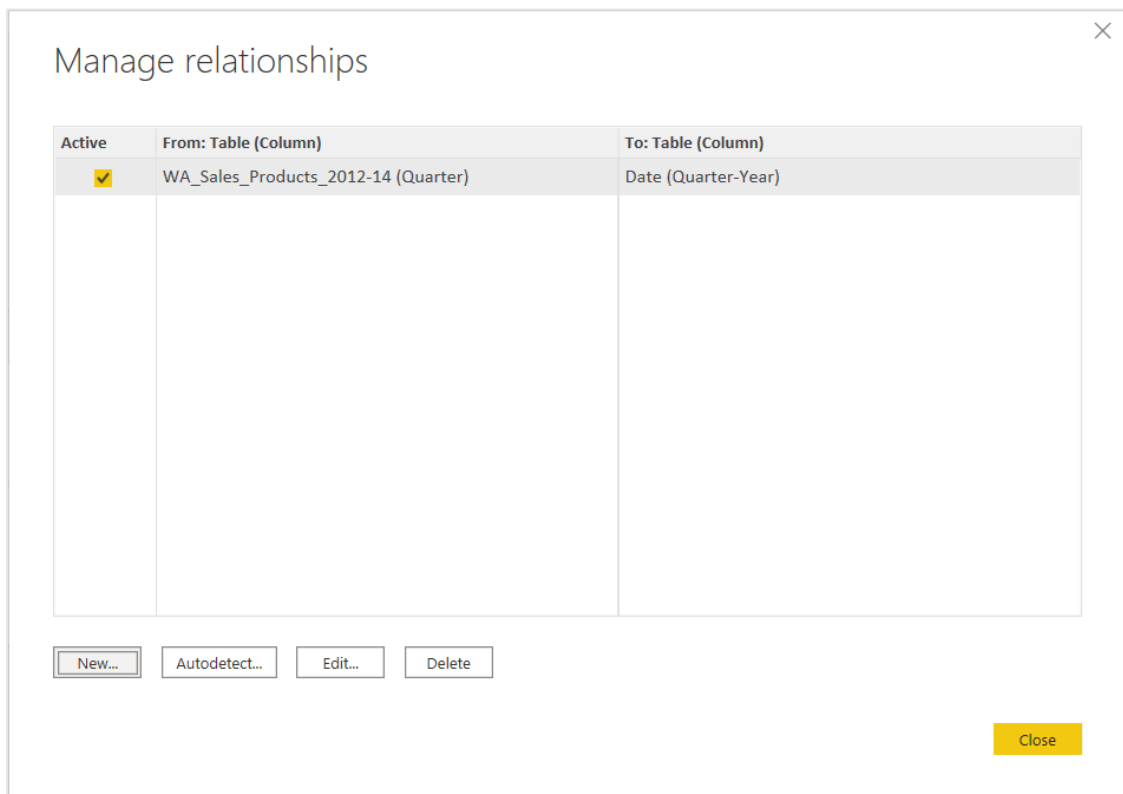 Manage relationships
Active From: Table (Column) To: Table (Column)
WA_Sales_Products_2012-14 (Quarter) Date (Quarter-Year)
New... Autodetect... Edit... Delete
Close